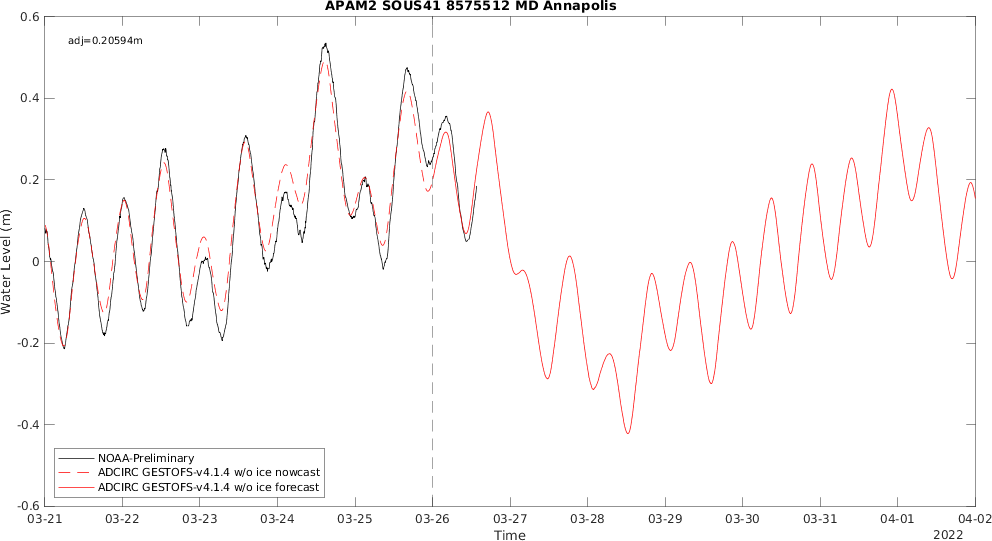 APAM2 SOUS41 8575512 MD Annapolis
adj=0.20594m
0.6
0.4
0.2
0
-0.2
-0.4
-0.6
Water Level (m)
NOAA-Preliminary
ADCIRC GESTOFS-v4.1.4 w/o ice nowcast
ADCIRC GESTOFS-v4.1.4 w/o ice forecast
03-21 03-22 03-23 03-24 03-25 03-26 03-27 03-28 03-29 03-30 03-31 04-01 04-02
Time
2022